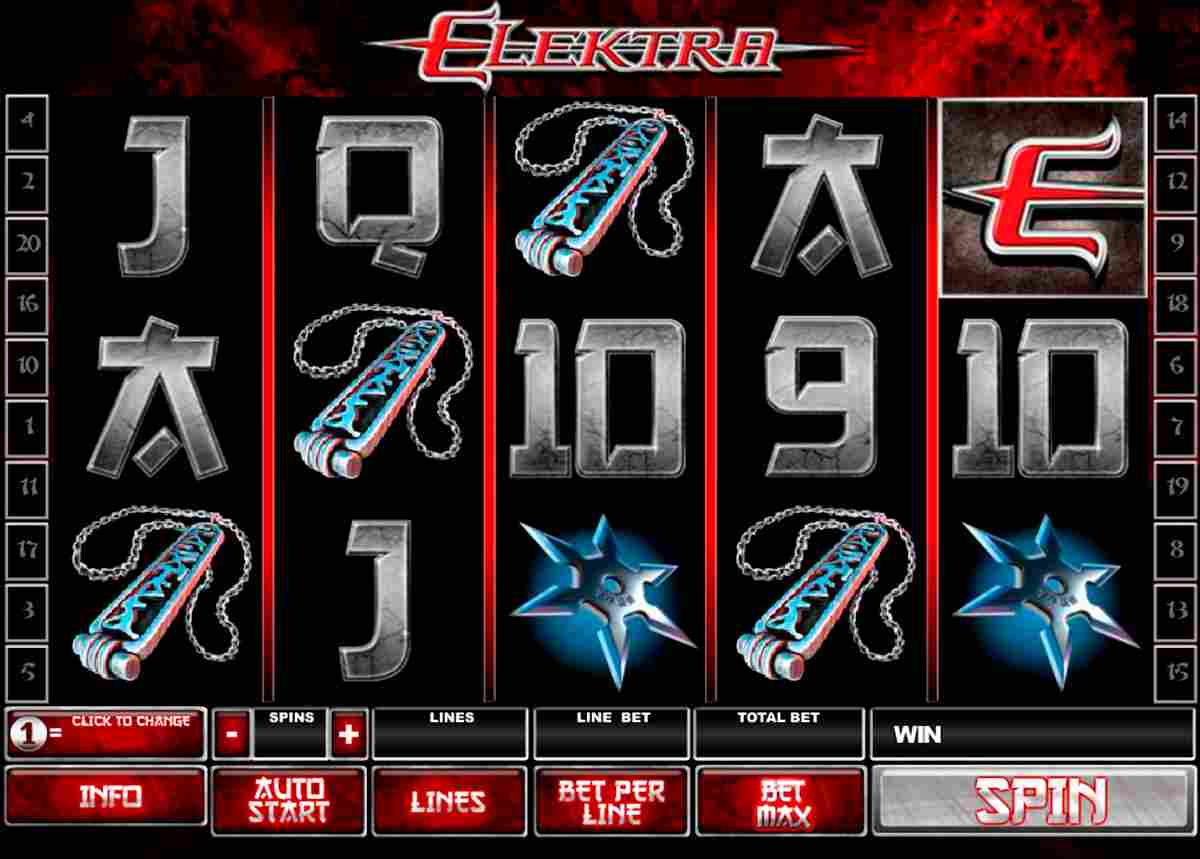 ELEKTRA
4
2
20
16
10
1
11
17
3
5
J
Q
A
E
A
10
9
10
J
14
12
9
18
6
7
19
8
13
15
1 = CLICK TO CHANGE
- SPINS +
LINES
LINE BET
TOTAL BET
WIN
INFO
AUTO
START
LINES
BET PER
LINE
BET
MAX
SPIN